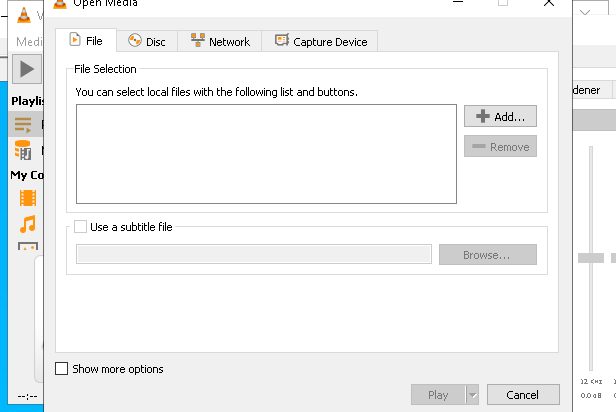 Open Media
Medi
File
Disc
Network
Capture Device
dener
File Selection
You can select local files with the following list and buttons.
Add...
Remove
Playlis
My Co
Use a subtitle file
Browse...
Show more options
Play
Cancel
--:--
12 KHz
0.0 dB